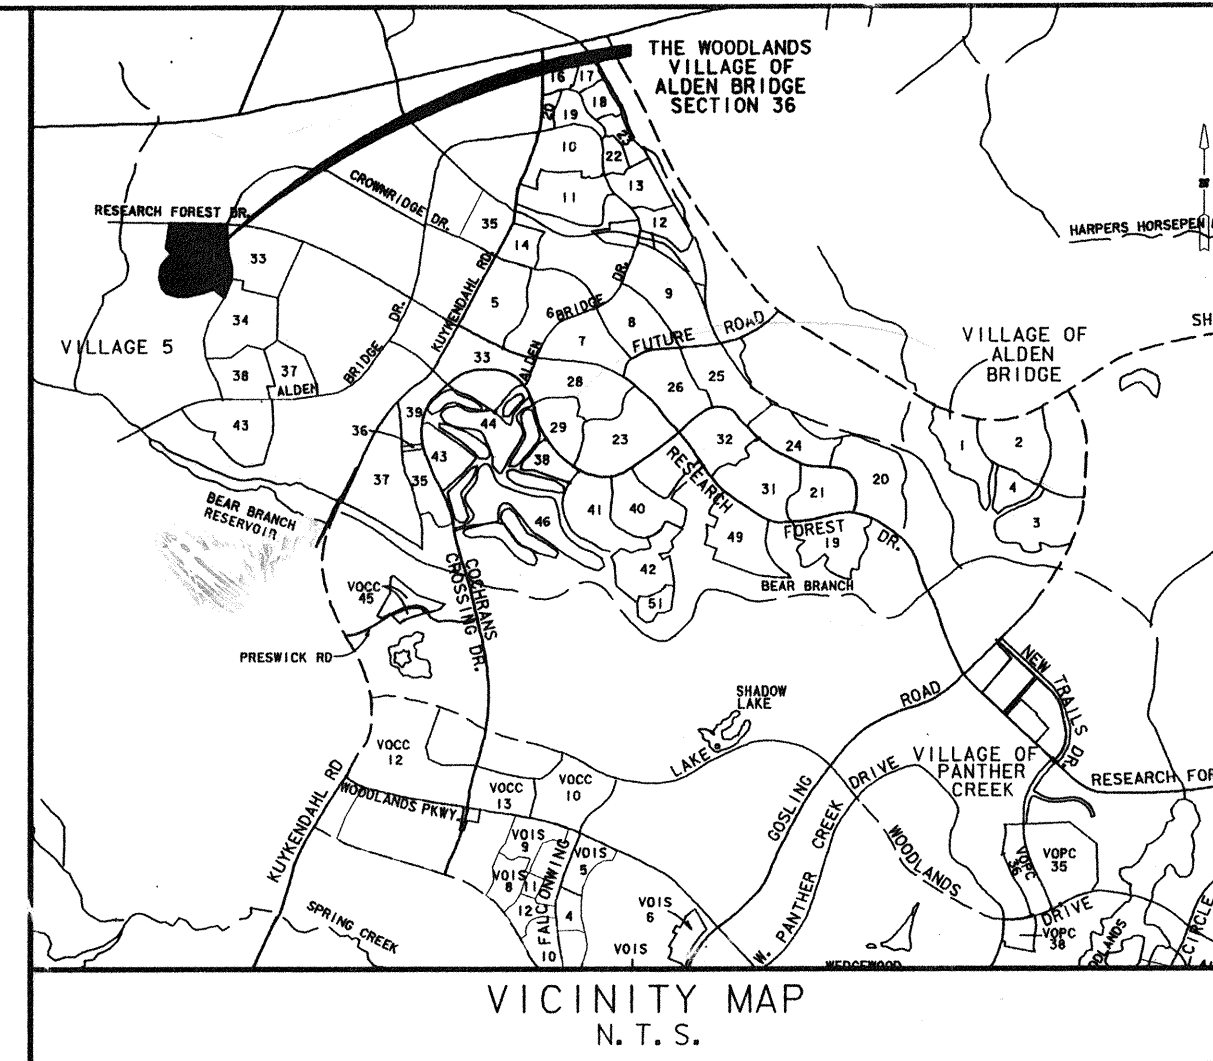 THE WOODLANDS
VILLAGE OF
ALDEN BRIDGE
SECTION 36
16
17
20
19
18
23
10
22
13
11
12
CROWNRIDGE DR.
RESEARCH FOREST DR.
35
14
HARPERS HORSEPEN
33
KUYKENDAHL RD.
5
6
BRIDGE DR.
9
8
7
FUTURE ROAD
SH
34
VILLAGE 5
BRIDGE DR.
33
ALDEN
VILLAGE OF
ALDEN
BRIDGE
38
37
ALDEN
28
26
25
39
44
29
23
32
24
1
2
43
36
43
38
RESEARCH
37
35
31
21
20
4
41
40
46
3
BEAR BRANCH
RESERVOIR
49
FOREST
19
DR.
COCHRANS
CROSSING DR.
42
BEAR BRANCH
VOCC
45
51
PRESWICK RD
NEW TRAILS DR.
SHADOW
LAKE
ROAD
VOCC
12
LAKE
VILLAGE OF
PANTHER
CREEK
DRIVE
KUYKENDAHL RD
WOODLANDS PKWY.
VOCC
13
VOCC
10
GOSLING
CREEK
RESEARCH FOR
WOODLANDS
VOIS
9
VOIS
5
VOIS
8
11
FALCONWING
VOPC
36
VOPC
35
PANTHER
12
4
VOIS
6
SPRING CREEK
DRIVE
VOPC
38
CIRCLE
10
VOIS
W.
WEDGEWOOD
VICINITY MAP
N. T. S.